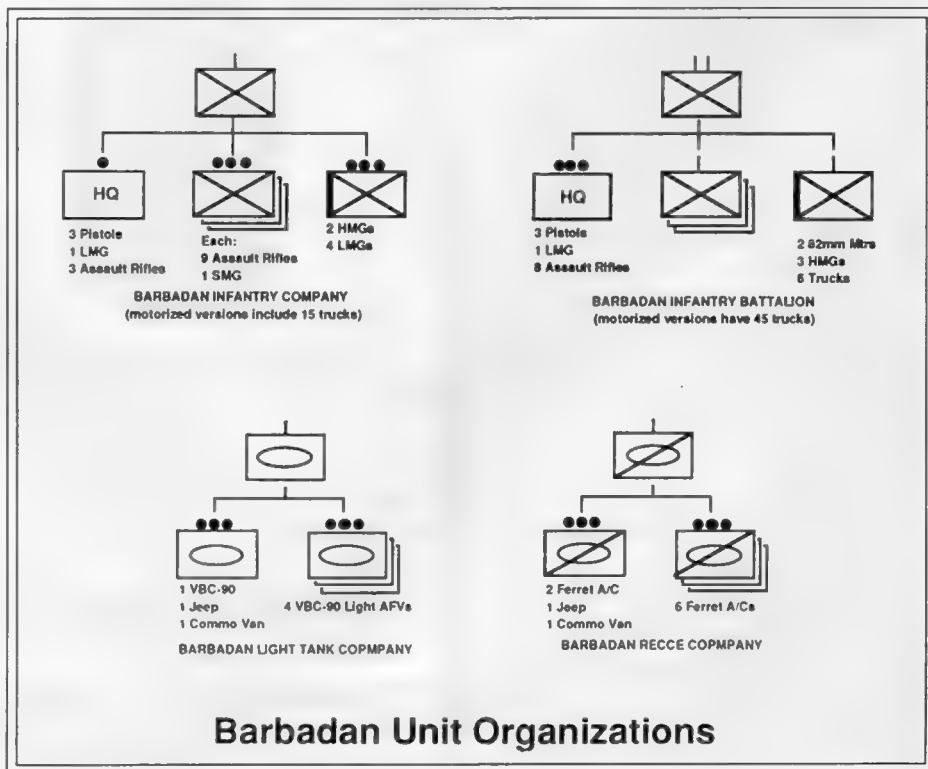 HQ
3 Pistols
1 LMG
3 Assault Rifles
Each:
9 Assault Rifles
1 SMG
2 HMGs
4 LMGs
BARBADAN INFANTRY COMPANY
(motorized versions include 15 trucks)
HQ
3 Pistols
1 LMG
8 Assault Rifles
2 82mm Mtrs
3 HMGs
6 Trucks
BARBADAN INFANTRY BATTALION
(motorized versions have 45 trucks)
1 VBC-90
1 Jeep
1 Commo Van
4 VBC-90 Light AFVs
BARBADAN LIGHT TANK COPMPANY
2 Ferret A/C
1 Jeep
1 Commo Van
6 Ferret A/Cs
BARBADAN RECCE COPMPANY
Barbadan Unit Organizations